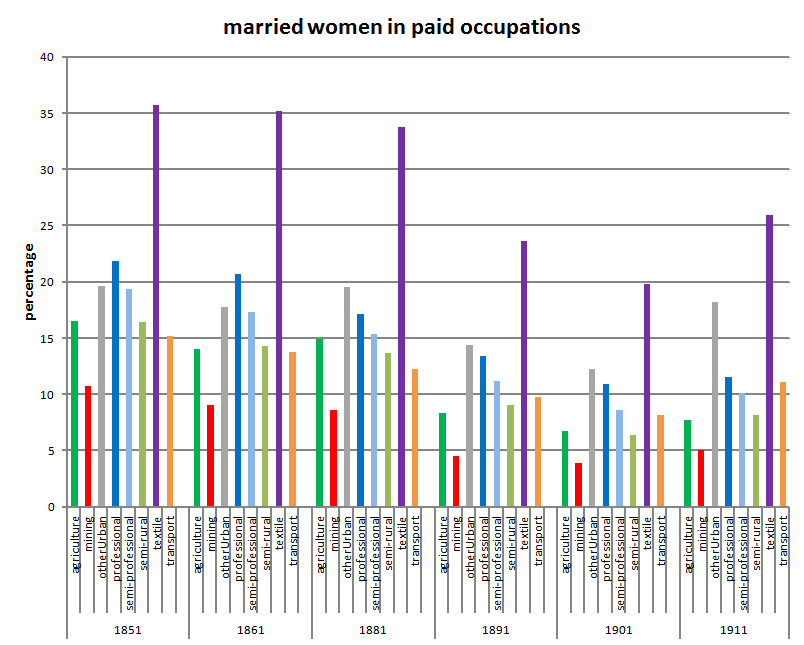 married women in paid occupations
percentage
40
35
30
25
20
15
10
5
0
agriculture
mining
otherUrban
professional
semi-professional
semi-rural
textile
transport
agriculture
mining
otherUrban
professional
semi-professional
semi-rural
textile
transport
agriculture
mining
otherUrban
professional
semi-professional
semi-rural
textile
transport
agriculture
mining
otherUrban
professional
semi-professional
semi-rural
textile
transport
agriculture
mining
otherUrban
professional
semi-professional
semi-rural
textile
transport
agriculture
mining
otherUrban
professional
semi-professional
semi-rural
textile
transport
1851 1861 1881 1891 1901 1911